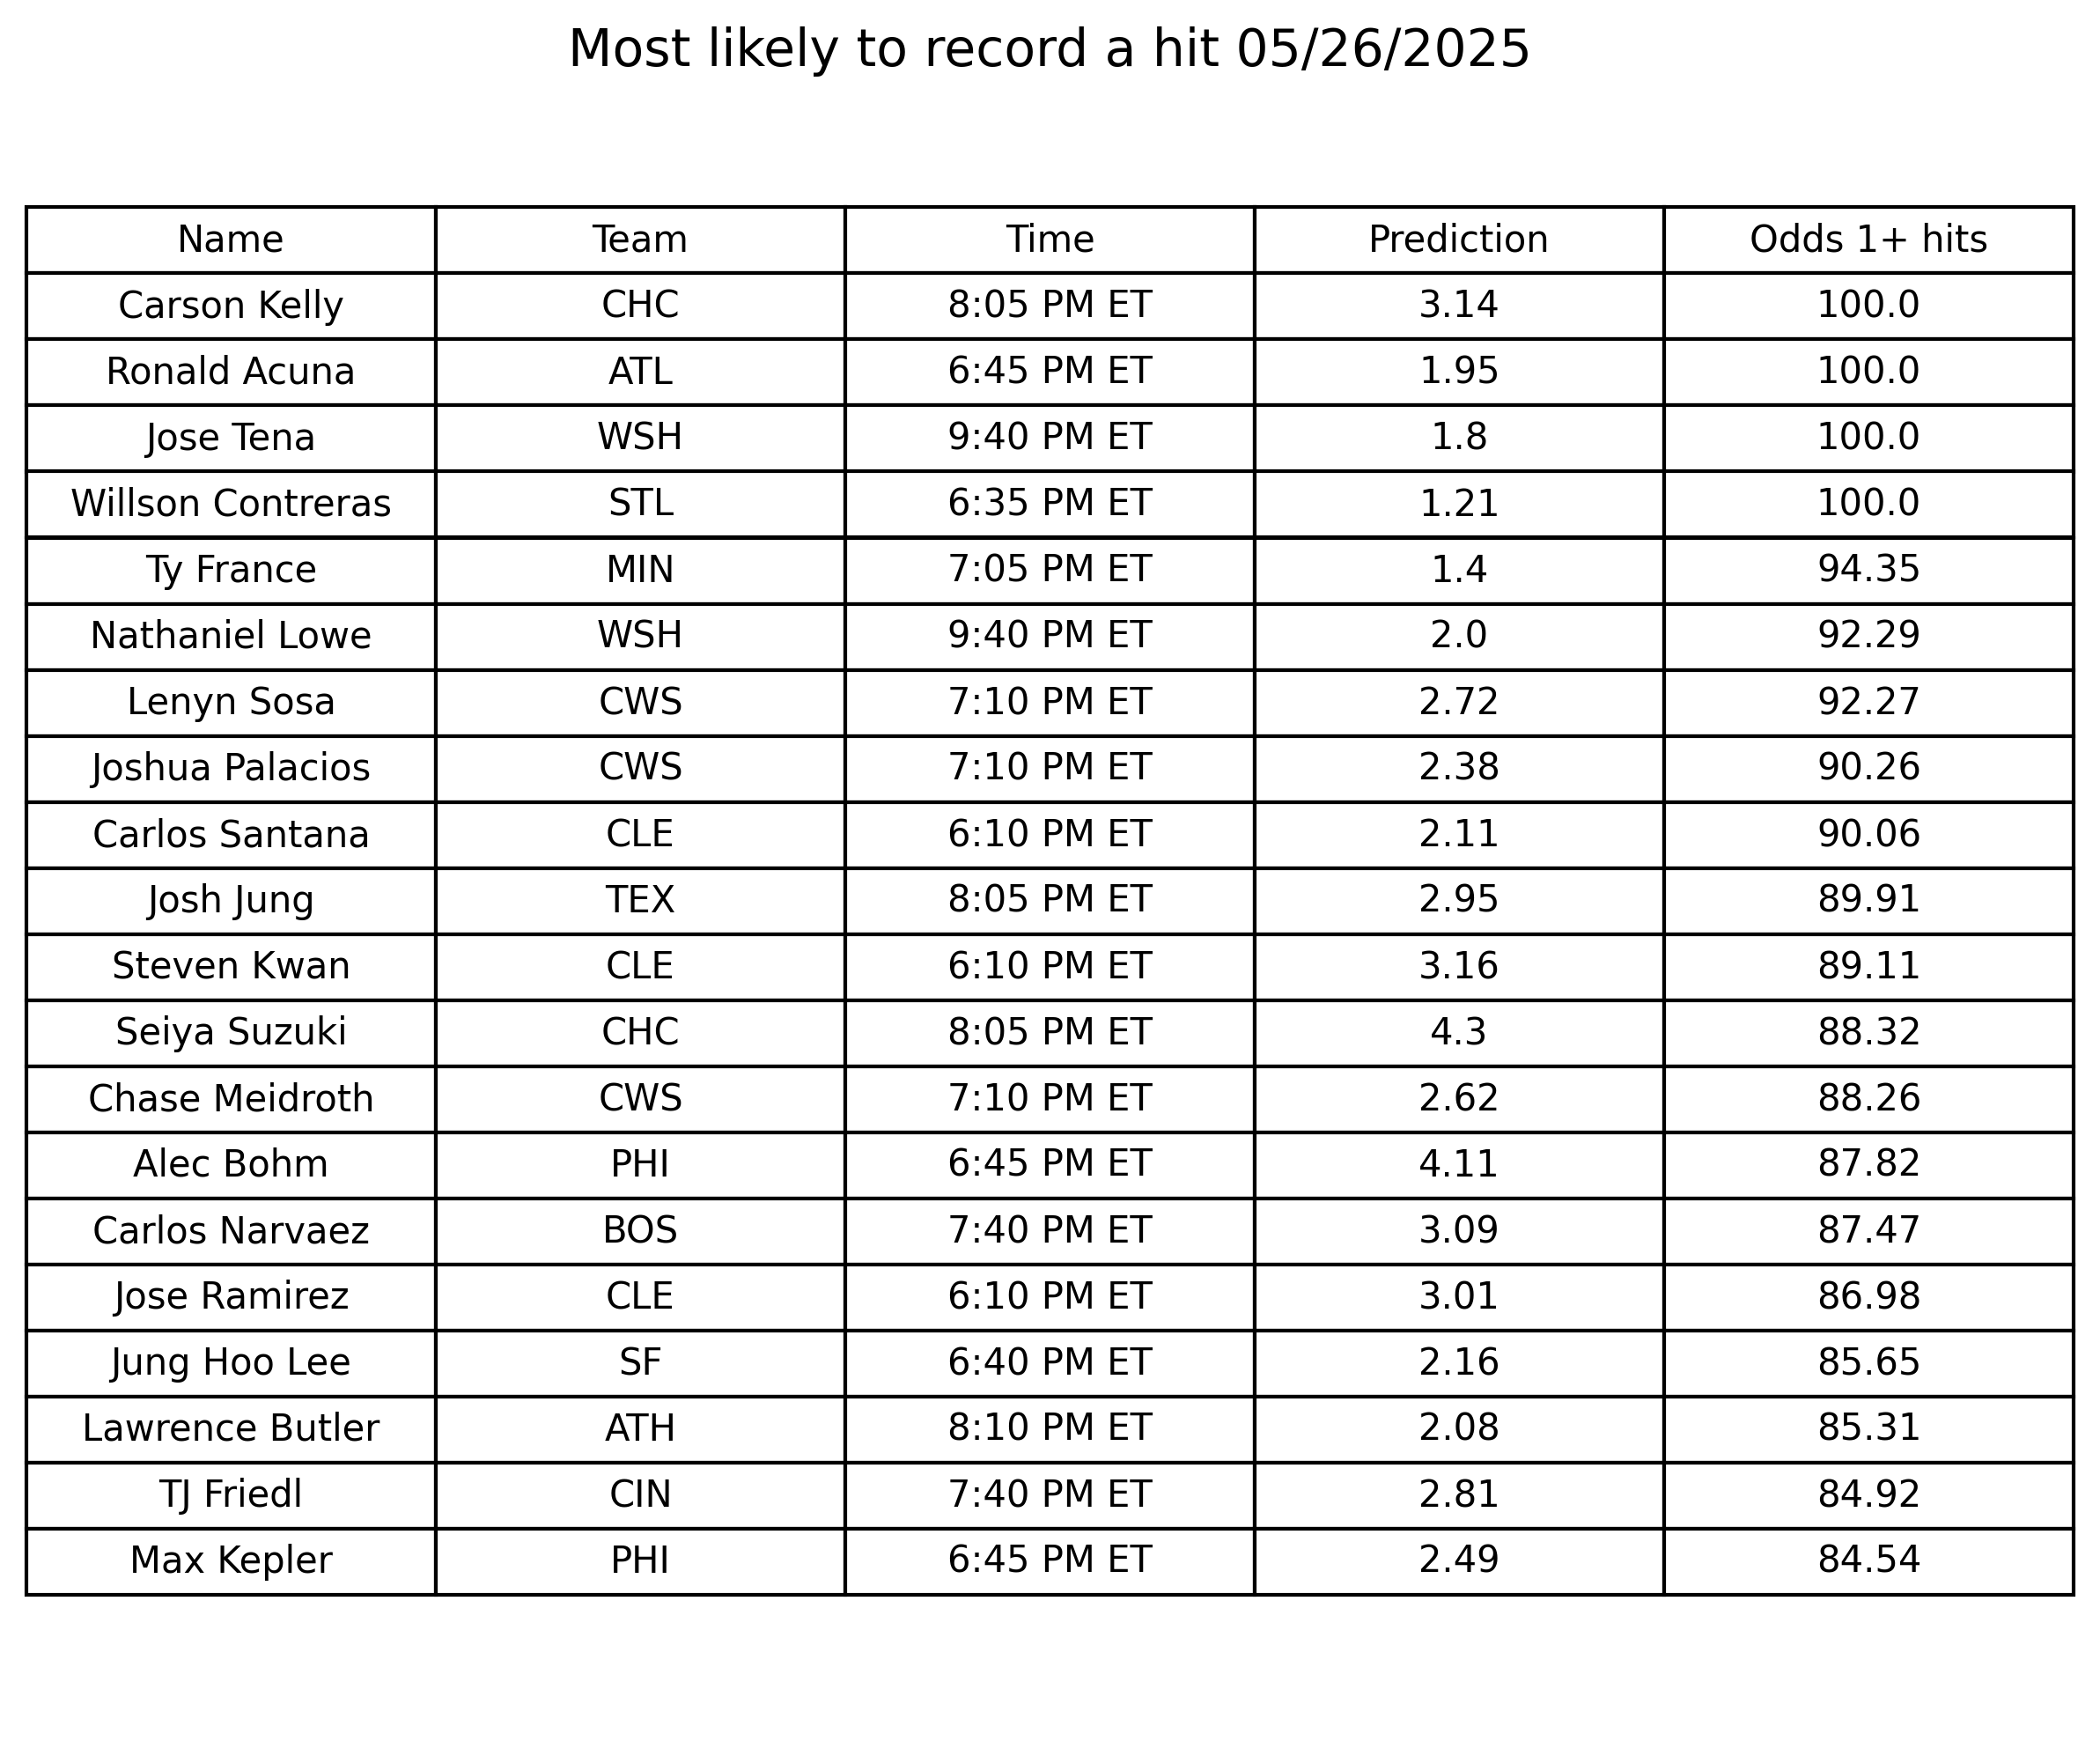 Most likely to record a hit 05/26/2025
Name Team Time Prediction Odds 1+ hits
Carson Kelly CHC 8:05 PM ET 3.14 100.0
Ronald Acuna ATL 6:45 PM ET 1.95 100.0
Jose Tena WSH 9:40 PM ET 1.8 100.0
Willson Contreras STL 6:35 PM ET 1.21 100.0
Ty France MIN 7:05 PM ET 1.4 94.35
Nathaniel Lowe WSH 9:40 PM ET 2.0 92.29
Lenyn Sosa CWS 7:10 PM ET 2.72 92.27
Joshua Palacios CWS 7:10 PM ET 2.38 90.26
Carlos Santana CLE 6:10 PM ET 2.11 90.06
Josh Jung TEX 8:05 PM ET 2.95 89.91
Steven Kwan CLE 6:10 PM ET 3.16 89.11
Seiya Suzuki CHC 8:05 PM ET 4.3 88.32
Chase Meidroth CWS 7:10 PM ET 2.62 88.26
Alec Bohm PHI 6:45 PM ET 4.11 87.82
Carlos Narvaez BOS 7:40 PM ET 3.09 87.47
Jose Ramirez CLE 6:10 PM ET 3.01 86.98
Jung Hoo Lee SF 6:40 PM ET 2.16 85.65
Lawrence Butler ATH 8:10 PM ET 2.08 85.31
TJ Friedl CIN 7:40 PM ET 2.81 84.92
Max Kepler PHI 6:45 PM ET 2.49 84.54